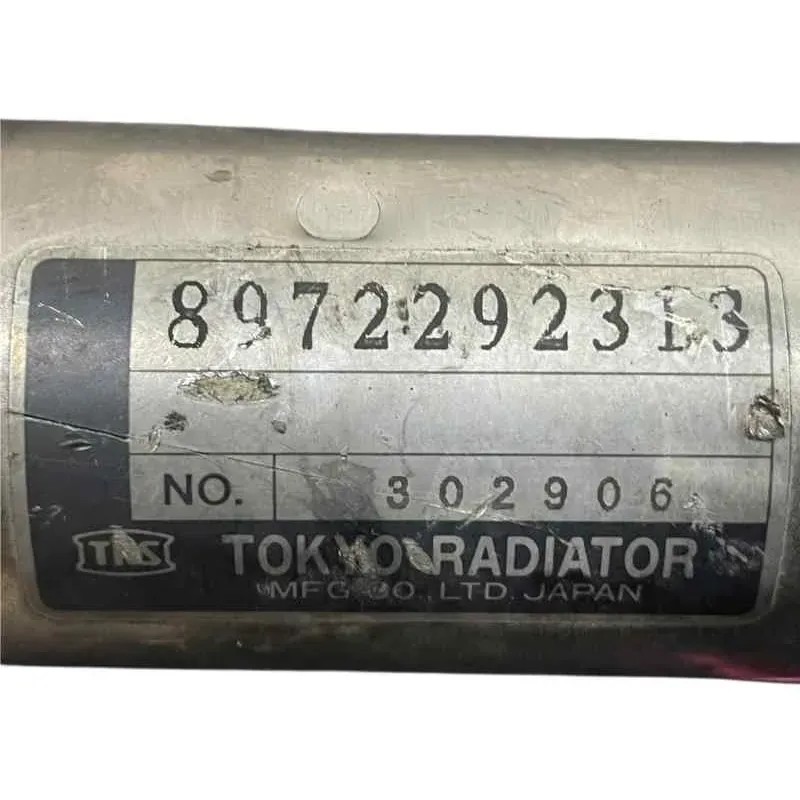 8972292313
NO. 302906
TRS TOKYO RADIATOR
MFG CO., LTD. JAPAN